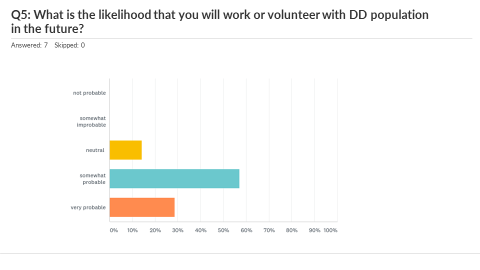 Q5: What is the likelihood that you will work or volunteer with DD population
in the future?
Answered: 7 Skipped: 0
not probable
somewhat
improbable
neutral
somewhat
probable
very probable
0% 10% 20% 30% 40% 50% 60% 70% 80% 90% 100%